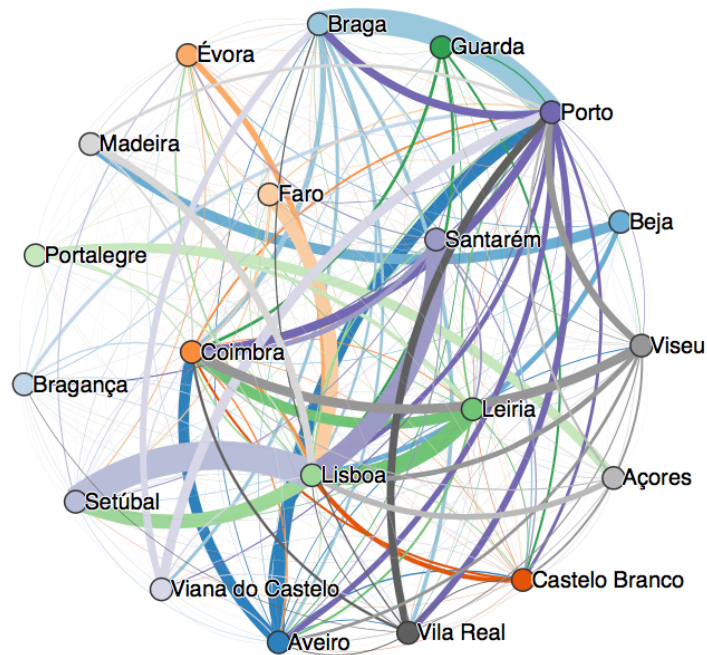 Braga
Guarda
Évora
Porto
Madeira
Faro
Beja
Santarém
Portalegre
Viseu
Coimbra
Bragança
Leiria
Lisboa
Açores
Setúbal
Castelo Branco
Viana do Castelo
Vila Real
Aveiro